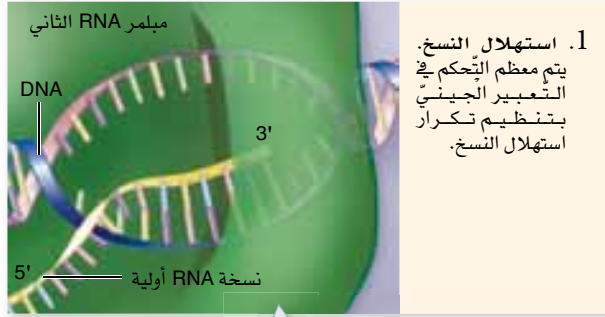 1. استهلال النسخ.
يتم معظم التّحكم في
التّعبير الجينيّ
بتنظيم تكرار
استهلال النسخ.
مبلمر RNA الثاني
DNA
3'
5'
نسخة RNA أولية